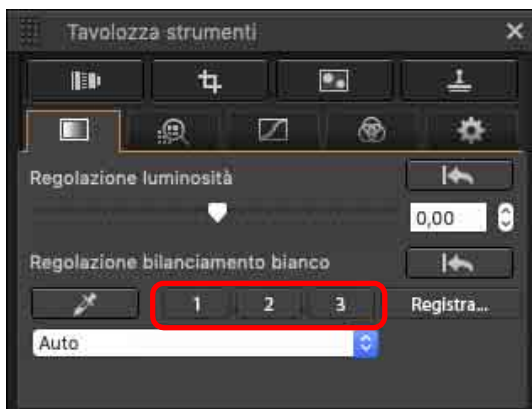 Tavolozza strumenti
Regolazione luminosità
0,00
Regolazione bilanciamento bianco
1 2 3 Registra...
Auto